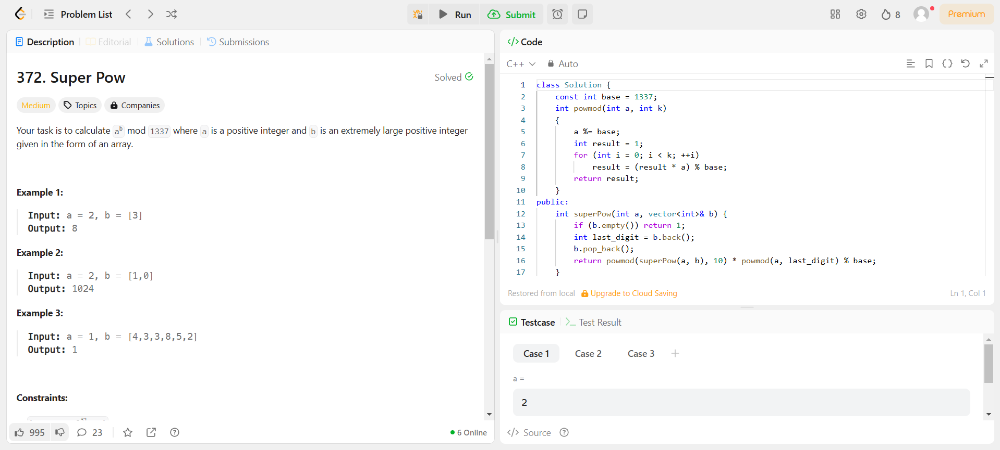 Problem List
Run
Submit
8
Premium
Description
Editorial
Solutions
Submissions
372. Super Pow
Solved
Medium
Topics
Companies
Your task is to calculate aᵇ mod 1337 where a is a positive integer and b is an extremely large positive integer
given in the form of an array.
Example 1:
Input: a = 2, b = [3]
Output: 8
Example 2:
Input: a = 2, b = [1,0]
Output: 1024
Example 3:
Input: a = 1, b = [4,3,3,8,5,2]
Output: 1
Constraints:
995
23
6 Online
</> Code
C++
Auto
1 class Solution {
2     const int base = 1337;
3     int powmod(int a, int k)
4     {
5         a %= base;
6         int result = 1;
7         for (int i = 0; i < k; ++i)
8             result = (result * a) % base;
9         return result;
10     }
11 public:
12     int superPow(int a, vector<int>& b) {
13         if (b.empty()) return 1;
14         int last_digit = b.back();
15         b.pop_back();
16         return powmod(superPow(a, b), 10) * powmod(a, last_digit) % base;
17     }
Restored from local
Upgrade to Cloud Saving
Ln 1, Col 1
Testcase
Test Result
Case 1
Case 2
Case 3
a =
2
</> Source